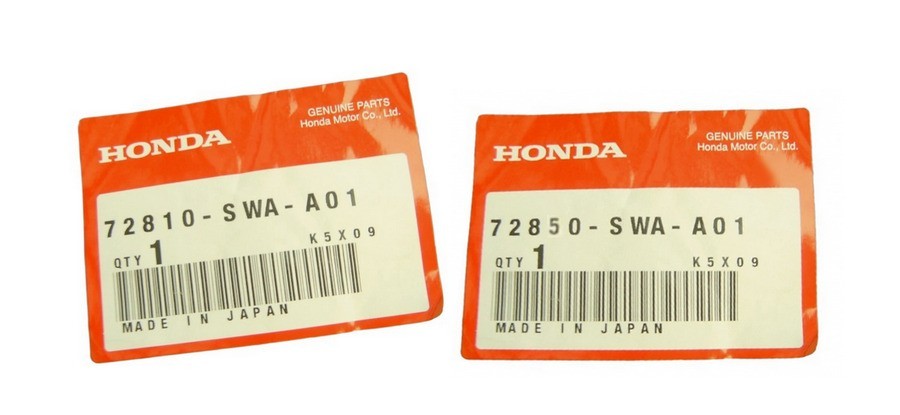 GENUINE PARTS
Honda Motor Co., Ltd.
HONDA
72810-SWA-A01
QTY 1 K5X09
MADE IN JAPAN
GENUINE PARTS
Honda Motor Co., Ltd.
HONDA
72850-SWA-A01
QTY 1 K5X09
MADE IN JAPAN